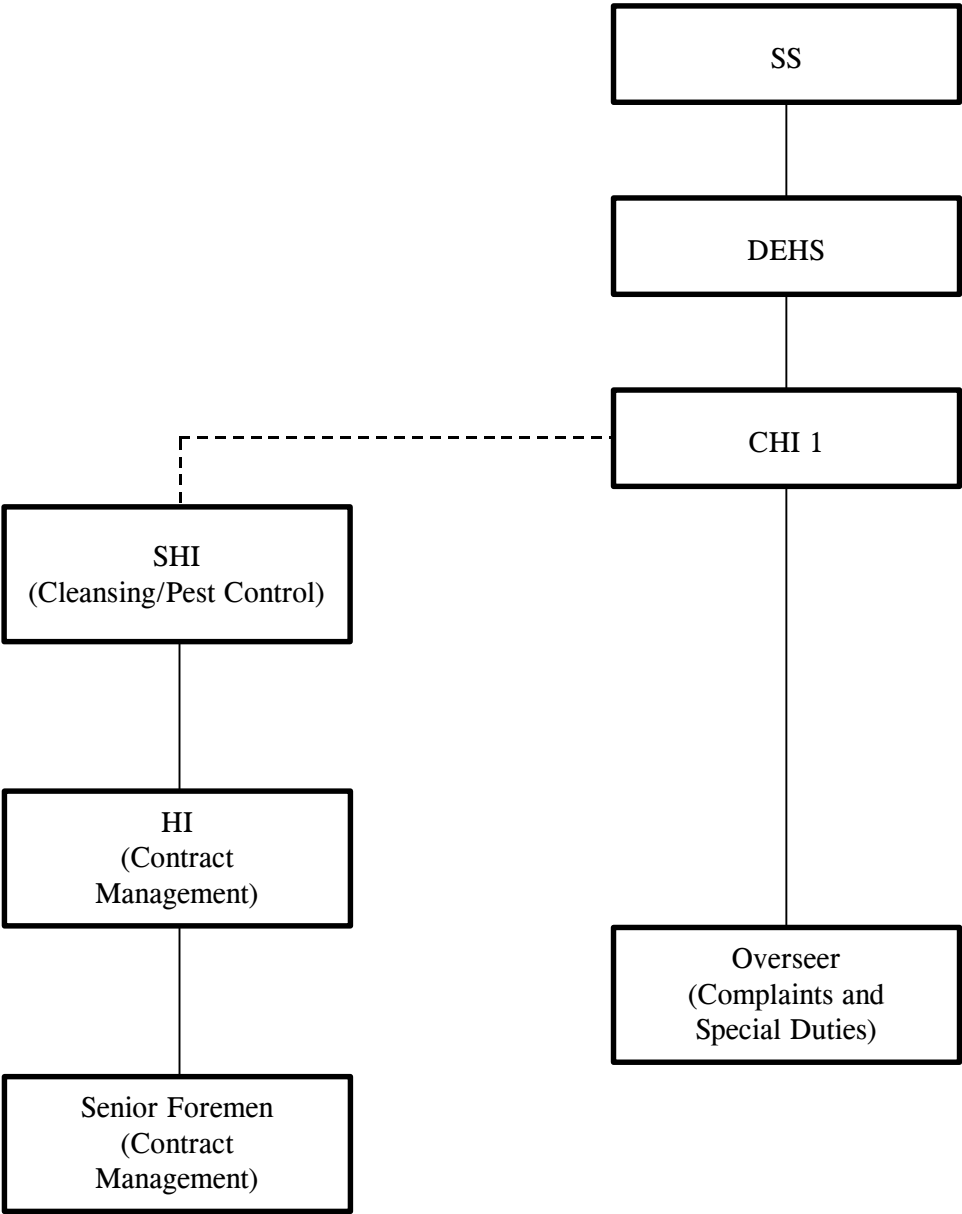 SS
DEHS
CHI 1
SHI
(Cleansing/Pest Control)
HI
(Contract
Management)
Overseer
(Complaints and
Special Duties)
Senior Foremen
(Contract
Management)